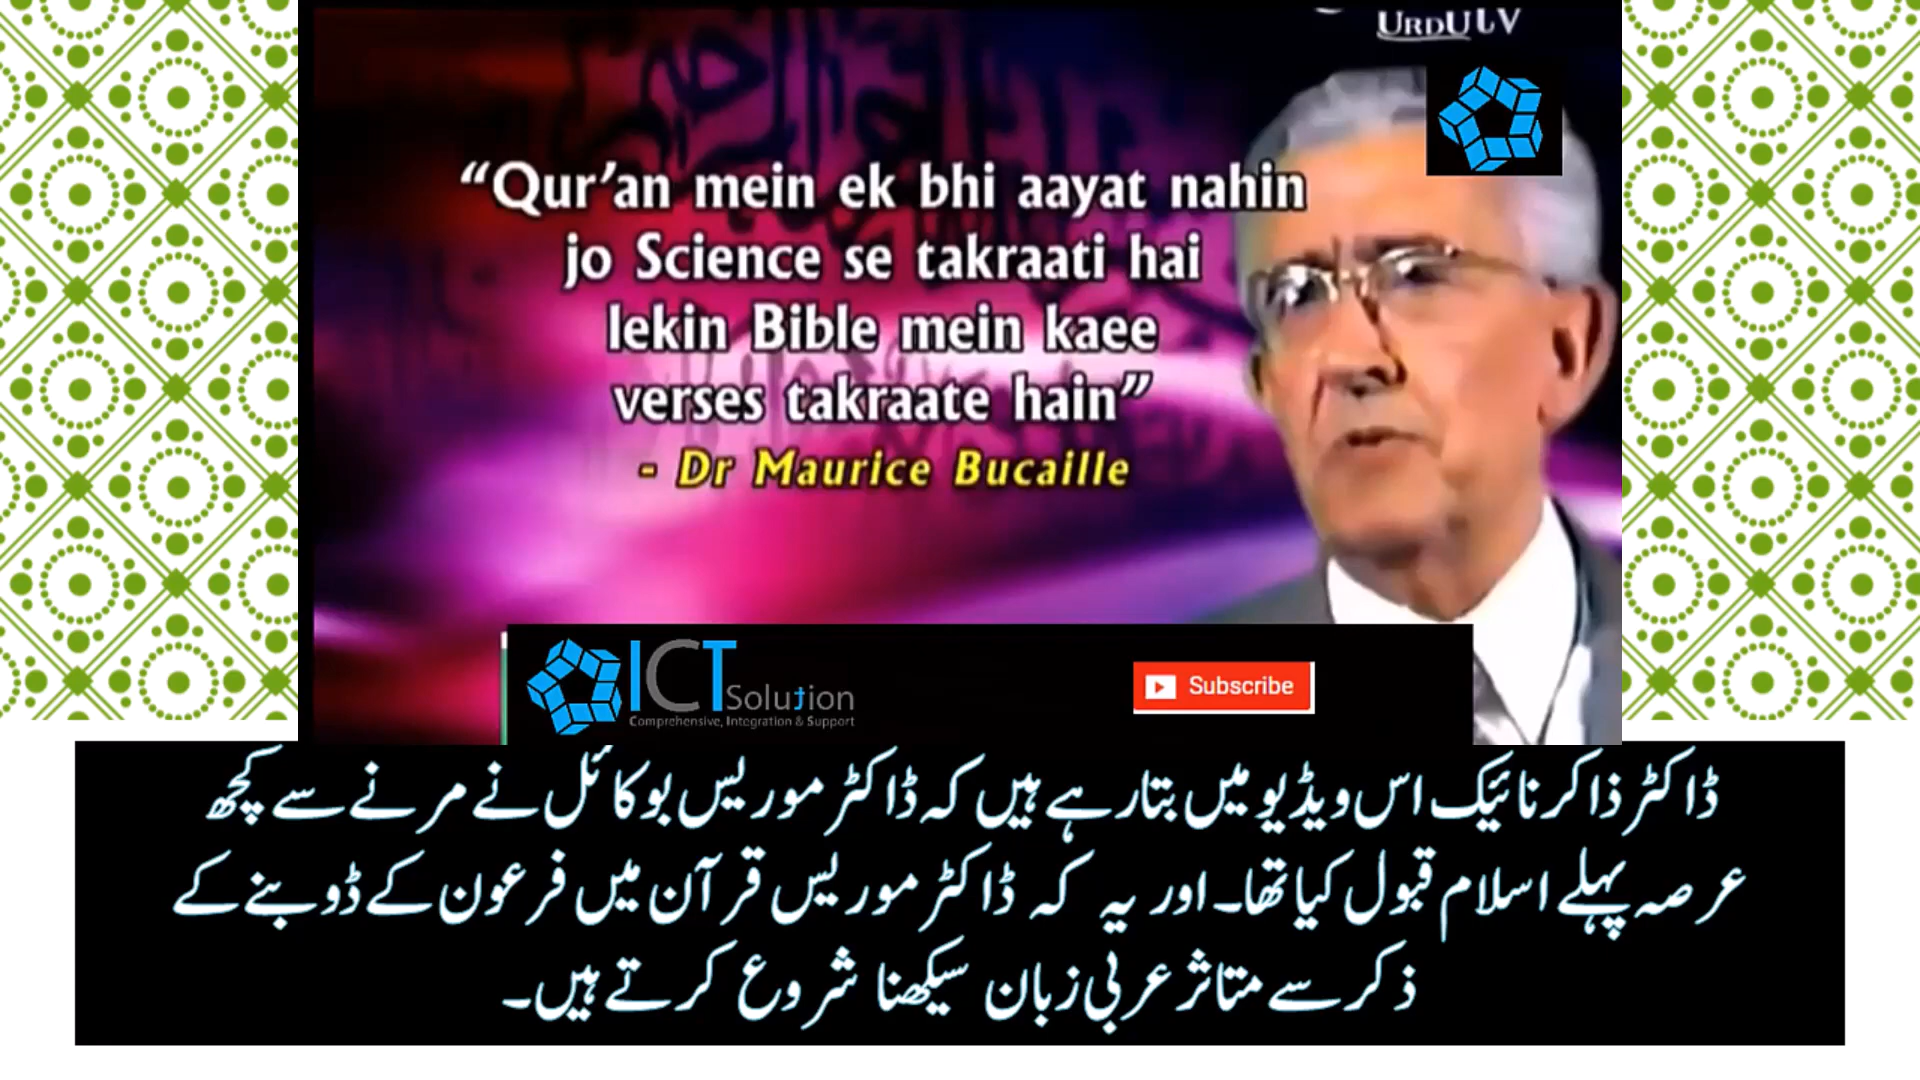 URDU TV
“Qur’an mein ek bhi aayat nahin
jo Science se takraati hai
lekin Bible mein kaee
verses takraate hain”
- Dr Maurice Bucaille
ICT Solution
Comprehensive, Integration & Support
Subscribe
ڈاکٹر ذاکر نائیک اس ویڈیو میں بتا رہے ہیں کہ ڈاکٹر موریس بوکائل نے مرنے سے کچھ
عرصہ پہلے اسلام قبول کیا تھا۔ اور یہ کہ ڈاکٹر موریس قرآن میں فرعون کے ڈوبنے کے
ذکر سے متاثر عربی زبان سیکھنا شروع کرتے ہیں۔